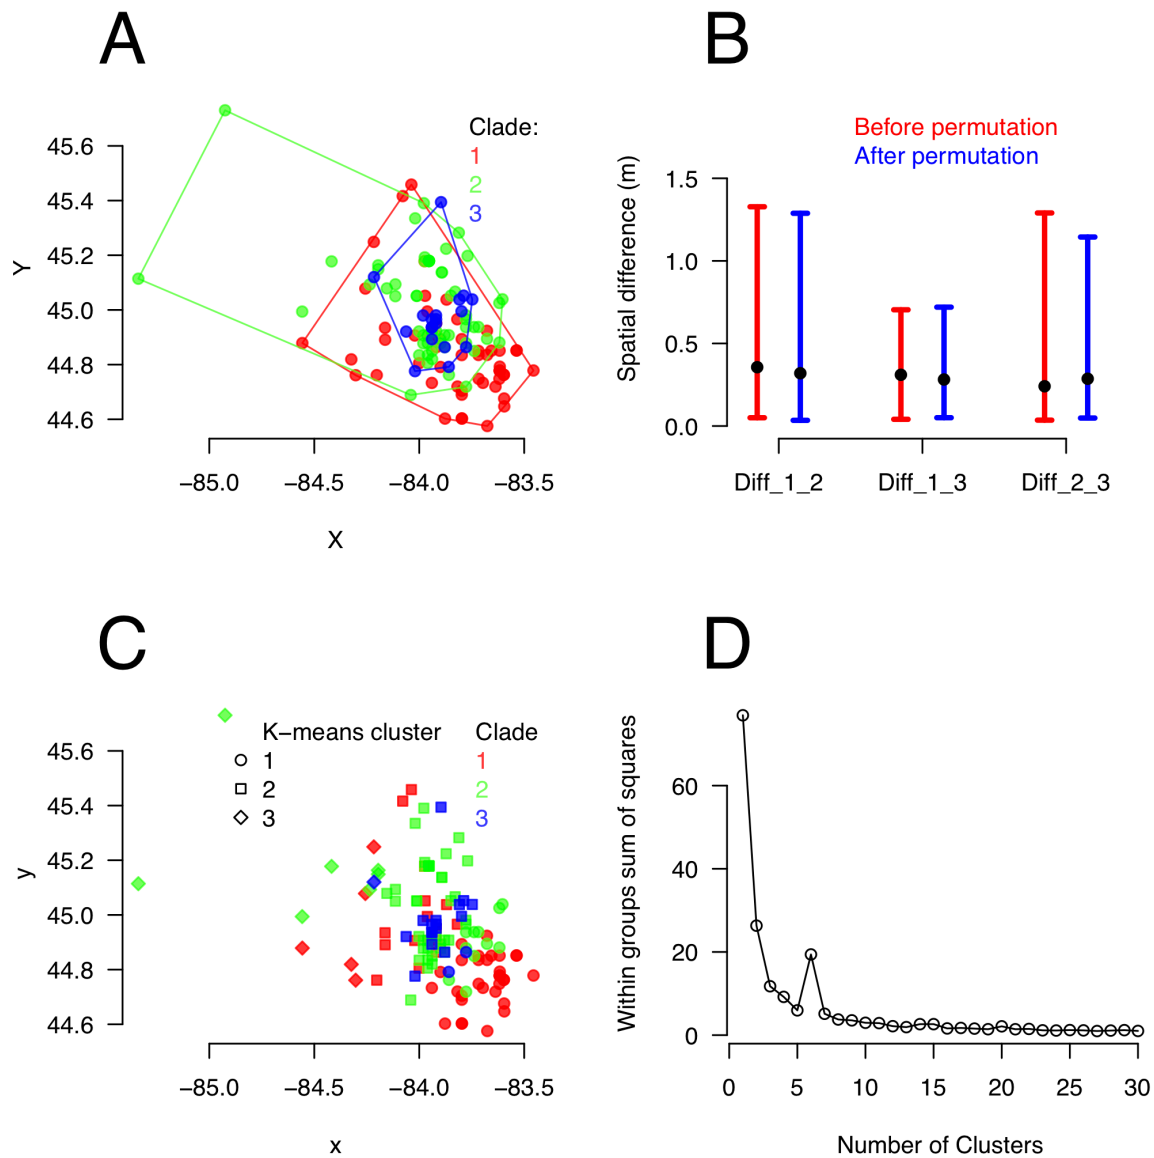 A
Clade:
1
2
3
45.6
45.4
45.2
45.0
44.8
44.6
Y
−85.0 −84.5 −84.0 −83.5
X
B
Before permutation
After permutation
1.5
1.0
0.5
0.0
Spatial difference (m)
Diff_1_2 Diff_1_3 Diff_2_3
C
K−means cluster Clade
1 1
2 2
3 3
45.6
45.4
45.2
45.0
44.8
44.6
y
−85.0 −84.5 −84.0 −83.5
x
D
60
40
20
0
Within groups sum of squares
0 5 10 15 20 25 30
Number of Clusters